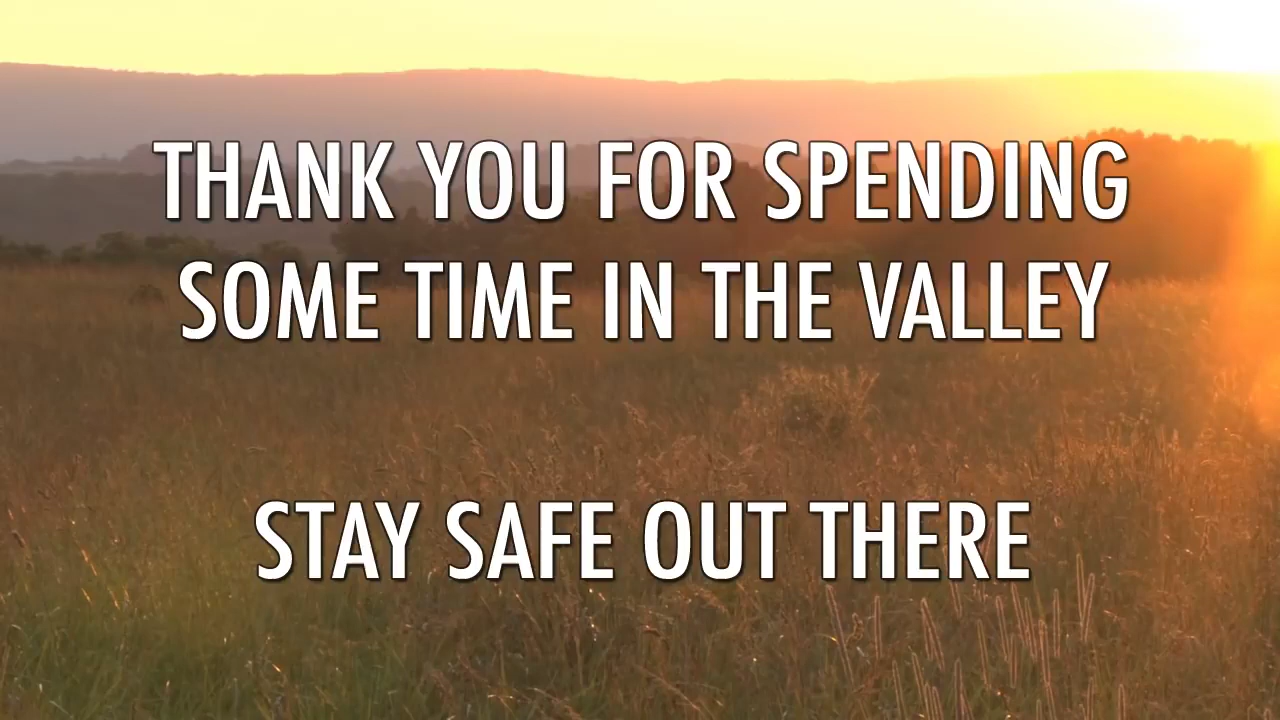 THANK YOU FOR SPENDING
SOME TIME IN THE VALLEY
STAY SAFE OUT THERE